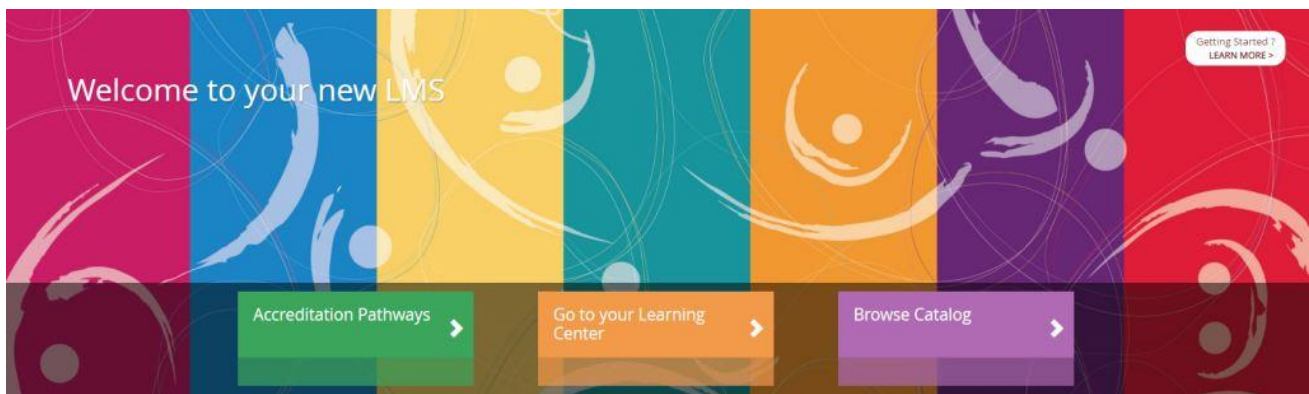 Getting Started ?
LEARN MORE >
Welcome to your new LMS
Accreditation Pathways
Go to your Learning
Center
Browse Catalog